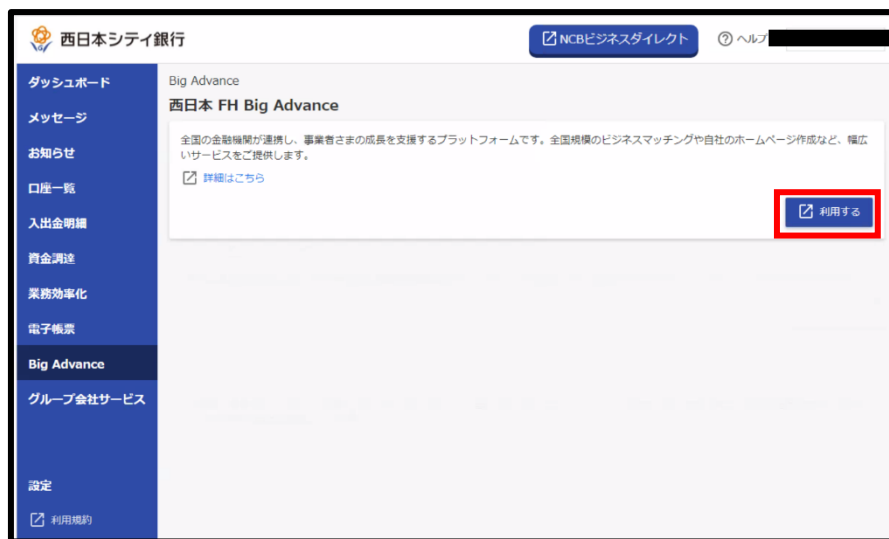 西日本シティ銀行
NCBビジネスダイレクト
ヘルプ
ダッシュボード
メッセージ
お知らせ
口座一覧
入出金明細
資金調達
業務効率化
電子帳票
Big Advance
グループ会社サービス
設定
利用規約
Big Advance
西日本 FH Big Advance
全国の金融機関が連携し、事業者さまの成長を支援するプラットフォームです。全国規模のビジネスマッチングや自社のホームページ作成など、幅広
いサービスをご提供します。
詳細はこちら
利用する